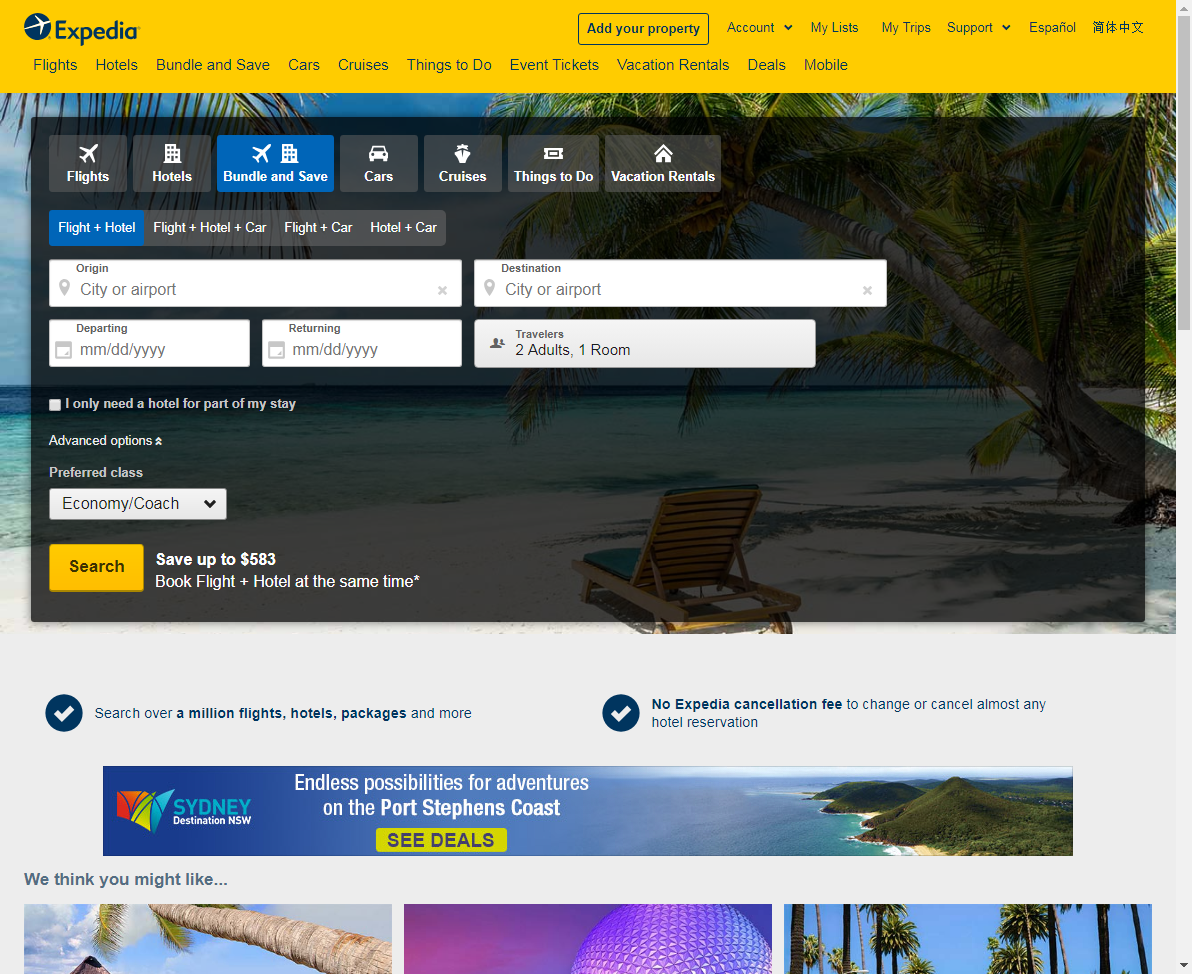 Expedia
Add your property
Account
My Lists
My Trips
Support
Español
简体中文
Flights
Hotels
Bundle and Save
Cars
Cruises
Things to Do
Event Tickets
Vacation Rentals
Deals
Mobile
Flights
Hotels
Bundle and Save
Cars
Cruises
Things to Do
Vacation Rentals
Flight + Hotel
Flight + Hotel + Car
Flight + Car
Hotel + Car
Origin
City or airport
Destination
City or airport
Departing
mm/dd/yyyy
Returning
mm/dd/yyyy
Travelers
2 Adults, 1 Room
I only need a hotel for part of my stay
Advanced options
Preferred class
Economy/Coach
Search
Save up to $583
Book Flight + Hotel at the same time*
Search over a million flights, hotels, packages and more
No Expedia cancellation fee to change or cancel almost any
hotel reservation
SYDNEY
Destination NSW
Endless possibilities for adventures
on the Port Stephens Coast
SEE DEALS
We think you might like...